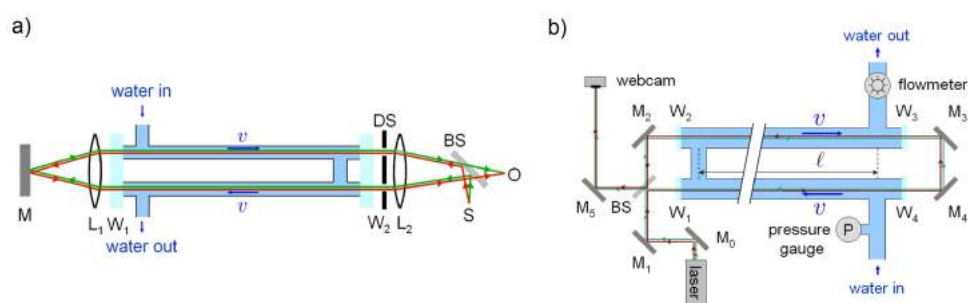 a)
water in
v
DS
BS
O
M
L1
W1
v
W2
L2
S
water out
b)
water out
webcam
flowmeter
M2
W2
v
W3
M3
ℓ
M5
BS
W1
v
W4
M4
M0
pressure
gauge
P
M1
laser
water in